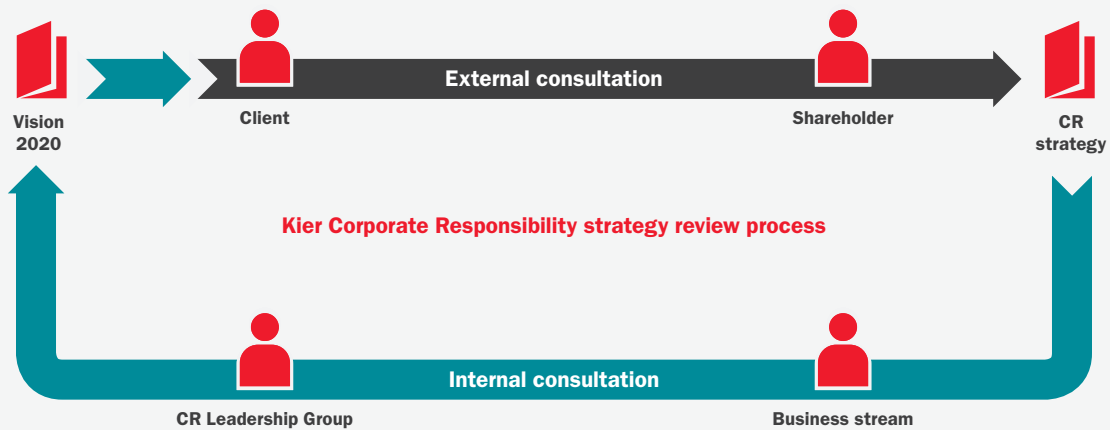 External consultation
Vision
2020
Client
Shareholder
CR
strategy
Kier Corporate Responsibility strategy review process
Internal consultation
CR Leadership Group
Business stream